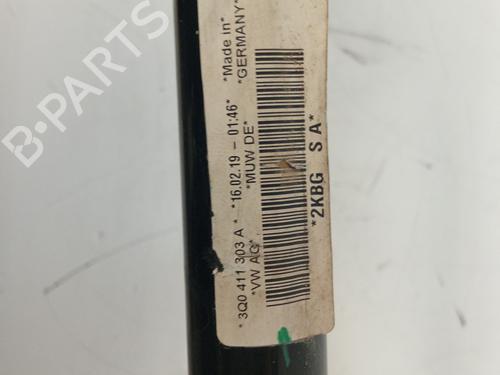 *3Q0 411 303 A * *16.02.19 - 01:46* *Made in*
*VW AG* *MUW DE* *GERMANY*
*2KBG S A*
B-PARTS